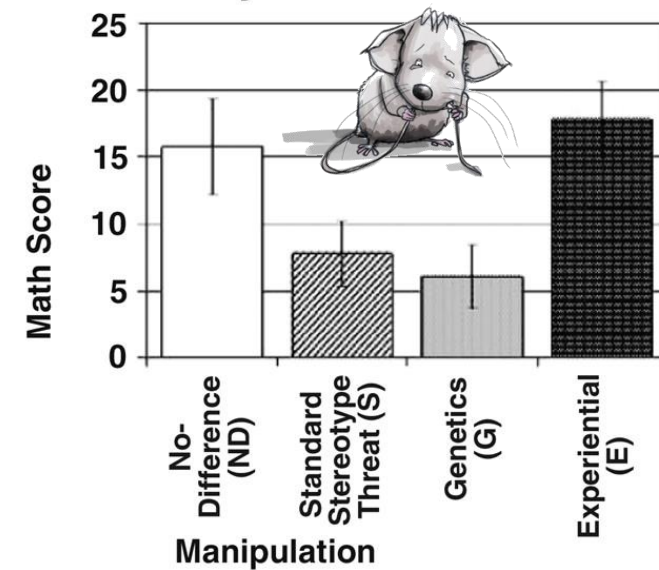 25
20
15
10
5
0
Math Score
No-
Difference
(ND)
Standard
Stereotype
Threat (S)
Genetics
(G)
Experiential
(E)
Manipulation